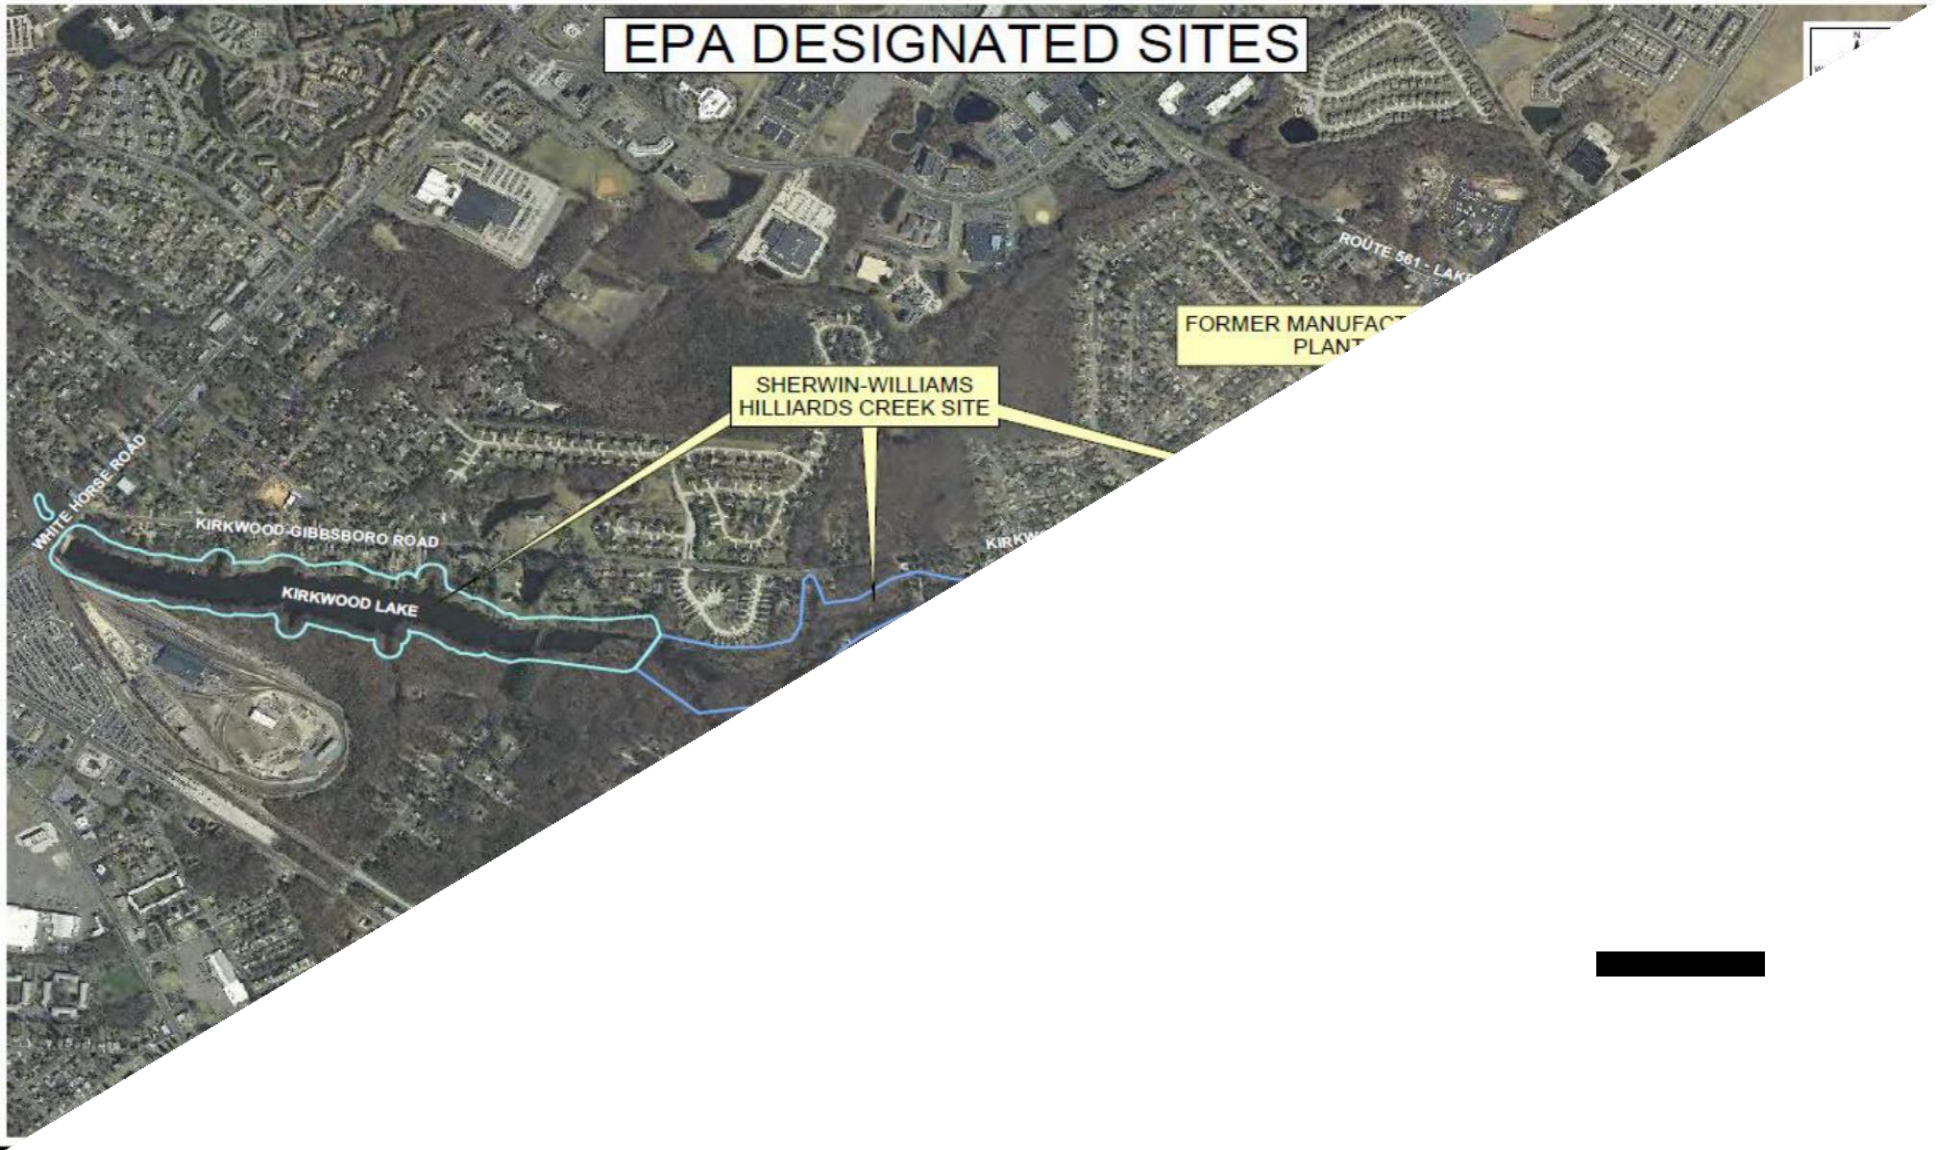 EPA DESIGNATED SITES
N
ROUTE 561 - LAKE
FORMER MANUFACT
PLANT
SHERWIN-WILLIAMS
HILLIARDS CREEK SITE
WHITE HORSE ROAD
KIRKWOOD-GIBBSBORO ROAD
KIRKW
KIRKWOOD LAKE